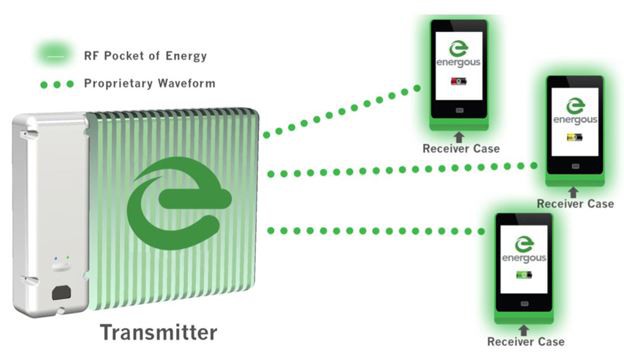 RF Pocket of Energy
Proprietary Waveform
energous
Receiver Case
energous
Receiver Case
energous
Receiver Case
Transmitter